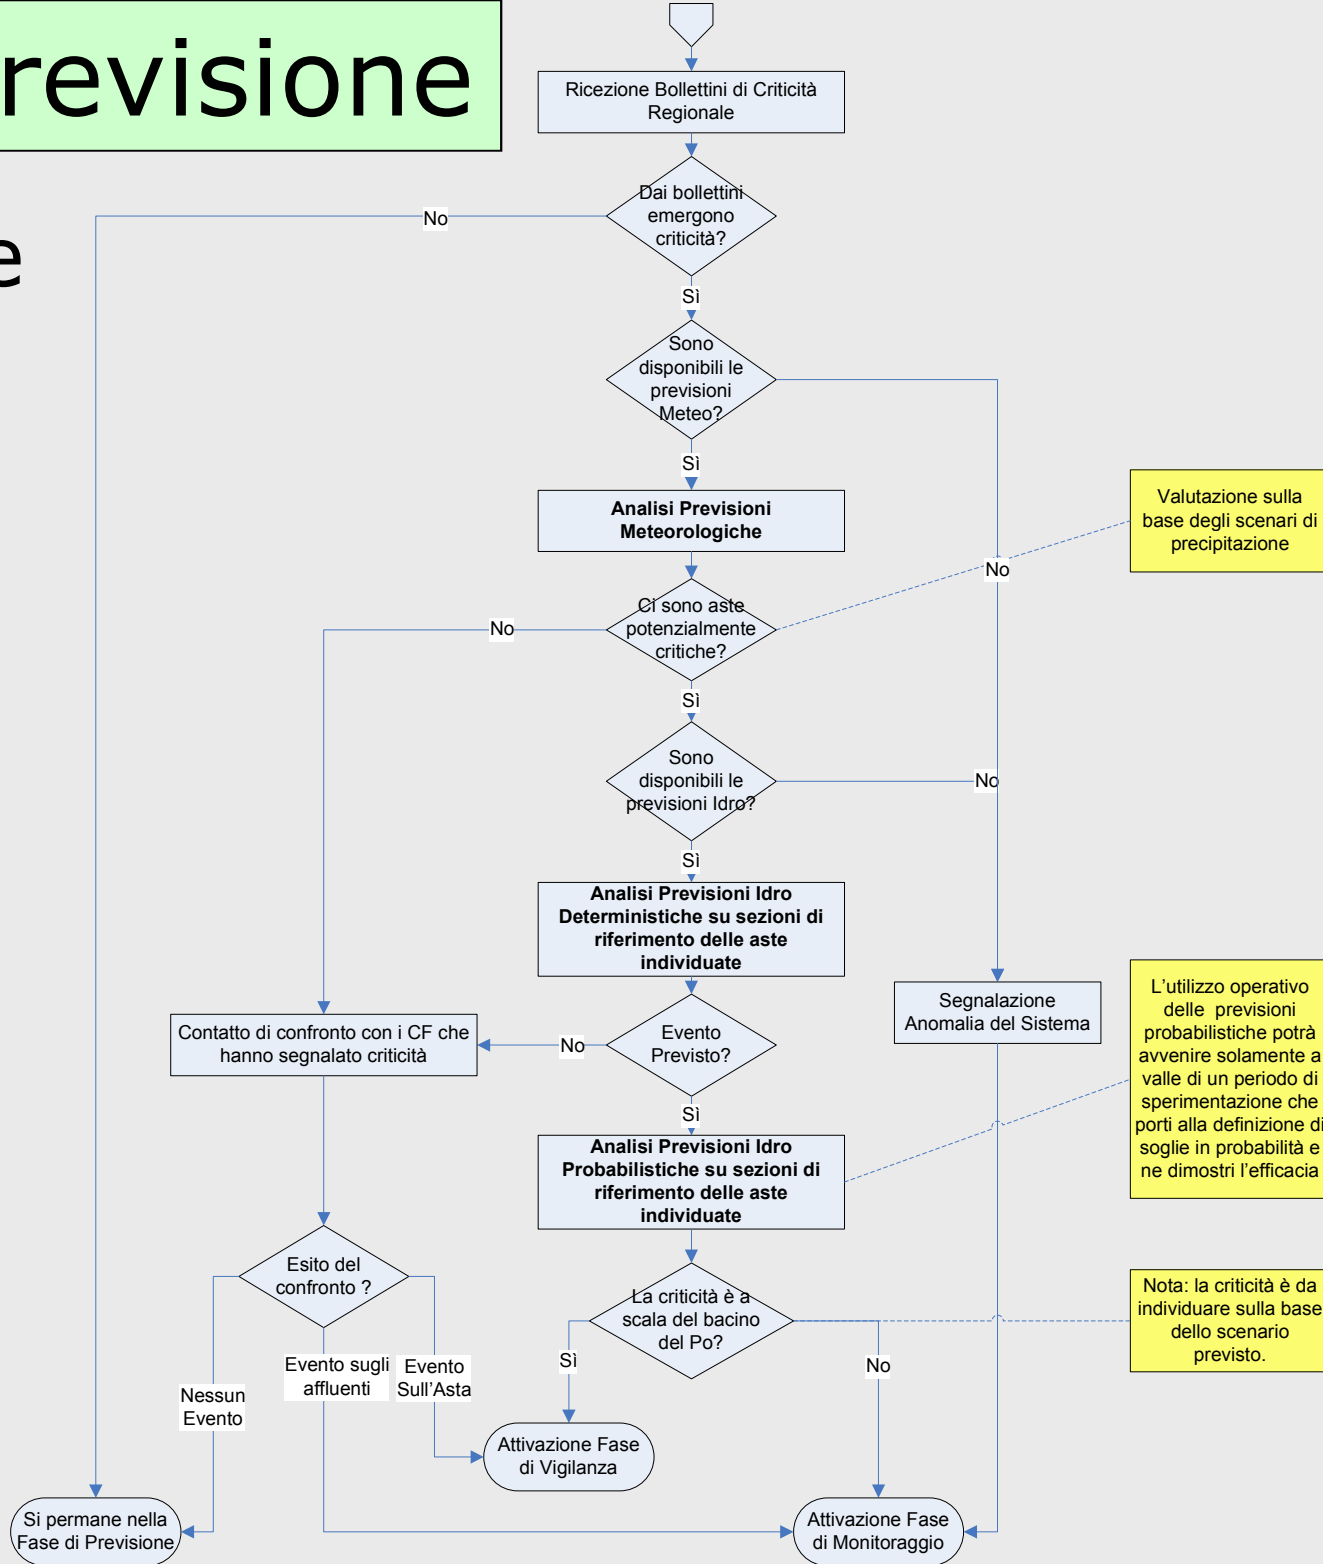 revisione
e
Ricezione Bollettini di Criticità
Regionale
Dai bollettini
emergono
criticità?
No
Sì
Sono
disponibili le
previsioni
Meteo?
Sì
Analisi Previsioni
Meteorologiche
Valutazione sulla
base degli scenari di
precipitazione
No
Ci sono aste
potenzialmente
critiche?
No
Sì
Sono
disponibili le
previsioni Idro?
No
Sì
Analisi Previsioni Idro
Deterministiche su sezioni di
riferimento delle aste
individuate
Segnalazione
Anomalia del Sistema
L'utilizzo operativo
delle previsioni
probabilistiche potrà
avvenire solamente a
valle di un periodo di
sperimentazione che
porti alla definizione di
soglie in probabilità e
ne dimostri l'efficacia
Contatto di confronto con i CF che
hanno segnalato criticità
No
Evento
Previsto?
Sì
Analisi Previsioni Idro
Probabilistiche su sezioni di
riferimento delle aste
individuate
Esito del
confronto ?
La criticità è a
scala del bacino
del Po?
Nota: la criticità è da
individuare sulla base
dello scenario
previsto.
Nessun
Evento
Evento sugli
affluenti
Evento
Sull'Asta
Sì
No
Attivazione Fase
di Vigilanza
Si permane nella
Fase di Previsione
Attivazione Fase
di Monitoraggio